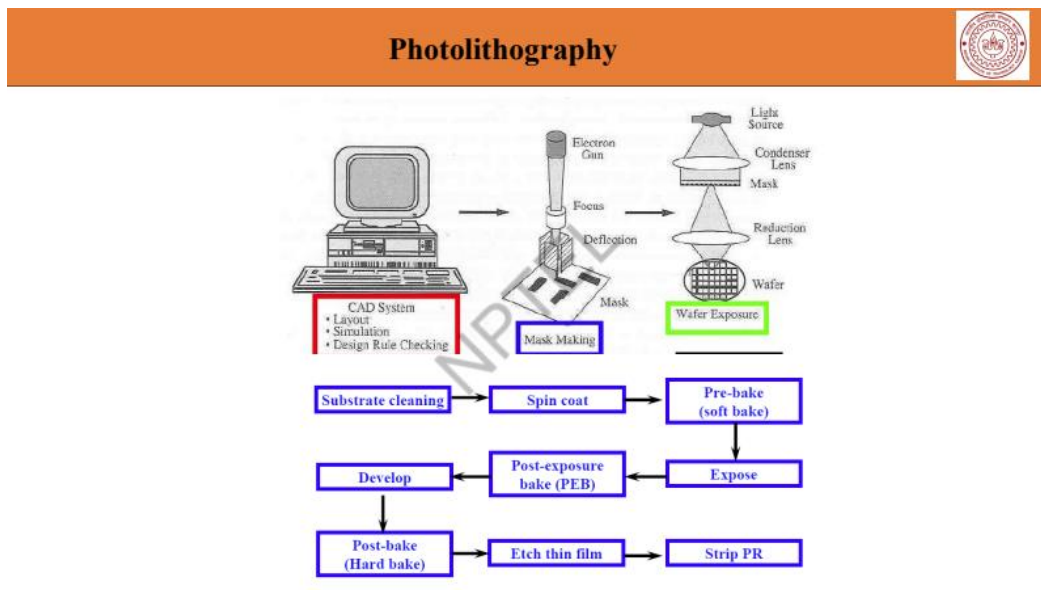 Photolithography
Light
Source
Electron
Gun
Condenser
Lens
Mask
Focus
Reduction
Lens
Deflection
Wafer
Mask
CAD System
• Layout
• Simulation
• Design Rule Checking
Mask Making
Wafer Exposure
NPTEL
Substrate cleaning
Spin coat
Pre-bake
(soft bake)
Expose
Post-exposure
bake (PEB)
Develop
Post-bake
(Hard bake)
Etch thin film
Strip PR